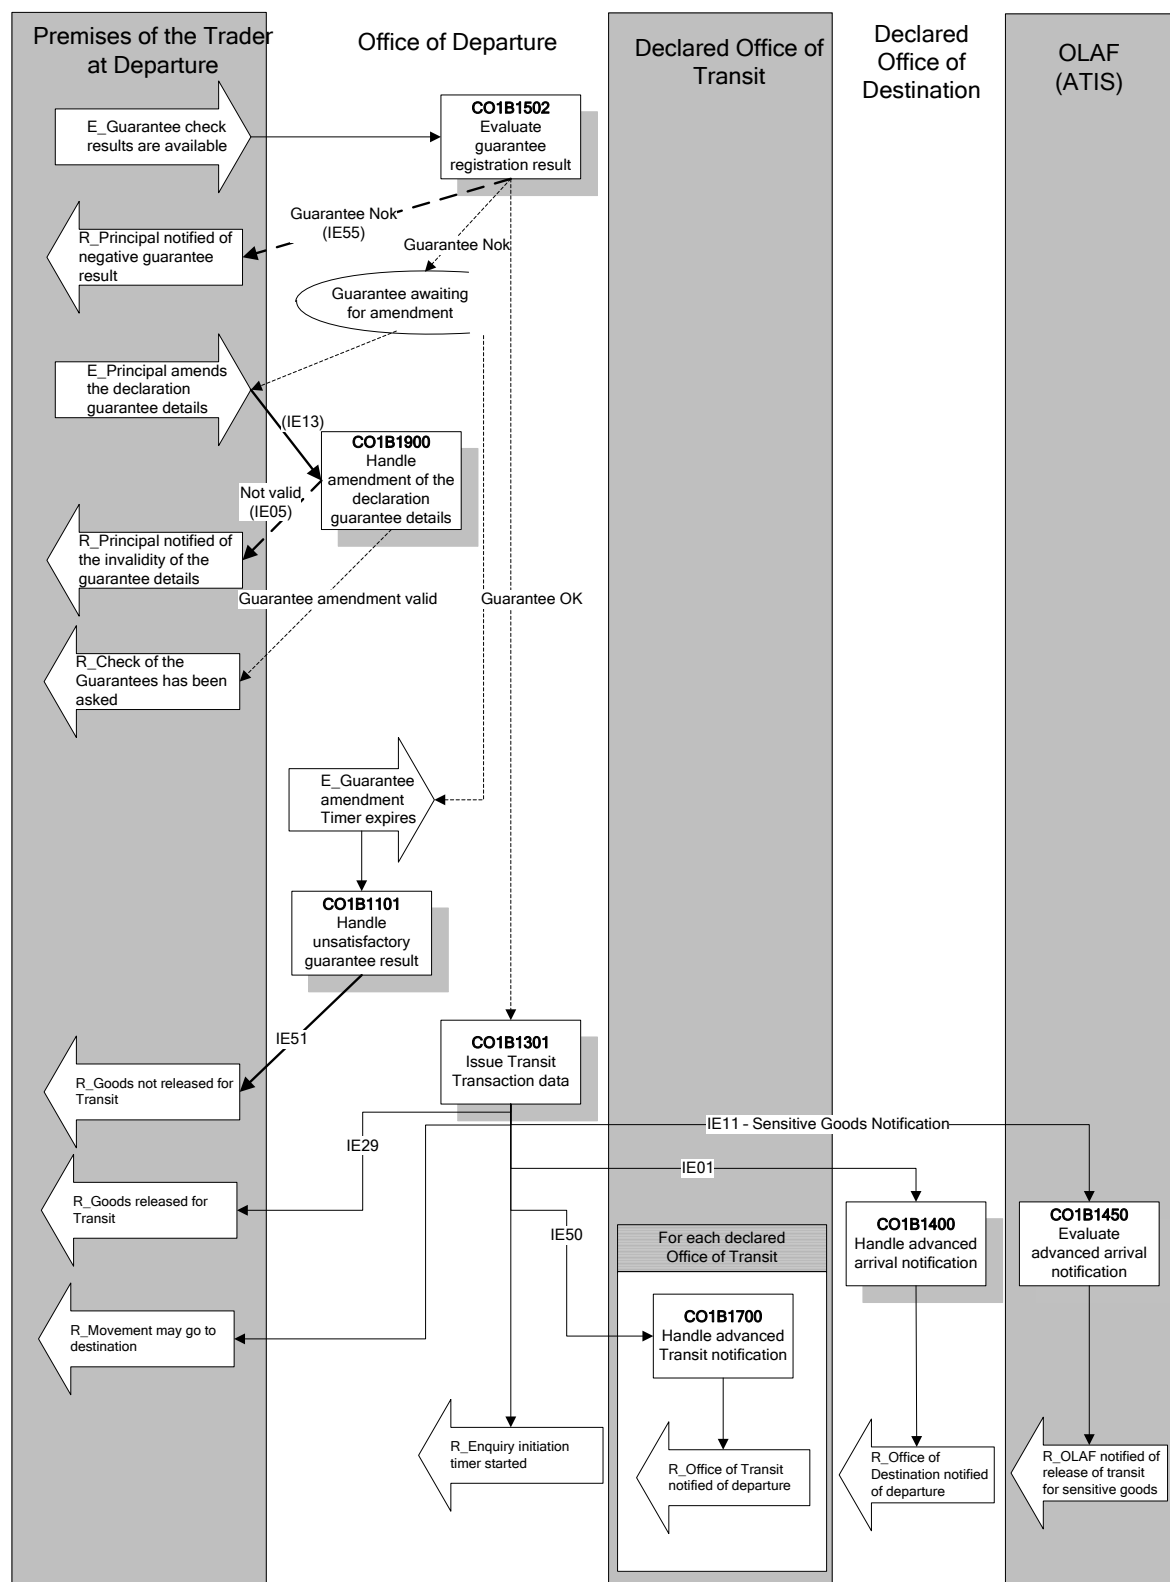 Premises of the Trader
at Departure
Office of Departure
Declared Office of
Transit
Declared
Office of
Destination
OLAF
(ATIS)
E_Guarantee check
results are available
CO1B1502
Evaluate
guarantee
registration result
Guarantee Nok
(IE55)
Guarantee Nok
R_Principal notified of
negative guarantee
result
Guarantee awaiting
for amendment
E_Principal amends
the declaration
guarantee details
(IE13)
CO1B1900
Handle
amendment of the
declaration
guarantee details
Not valid
(IE05)
R_Principal notified of
the invalidity of the
guarantee details
Guarantee amendment valid
Guarantee OK
R_Check of the
Guarantees has been
asked
E_Guarantee
amendment
Timer expires
CO1B1101
Handle
unsatisfactory
guarantee result
IE51
CO1B1301
Issue Transit
Transaction data
R_Goods not released for
Transit
IE29
IE11 - Sensitive Goods Notification
IE01
R_Goods released for
Transit
IE50
For each declared
Office of Transit
CO1B1400
Handle advanced
arrival notification
CO1B1450
Evaluate
advanced arrival
notification
R_Movement may go to
destination
CO1B1700
Handle advanced
Transit notification
R_Enquiry initiation
timer started
R_Office of Transit
notified of departure
R_Office of
Destination notified
of departure
R_OLAF notified of
release of transit
for sensitive goods